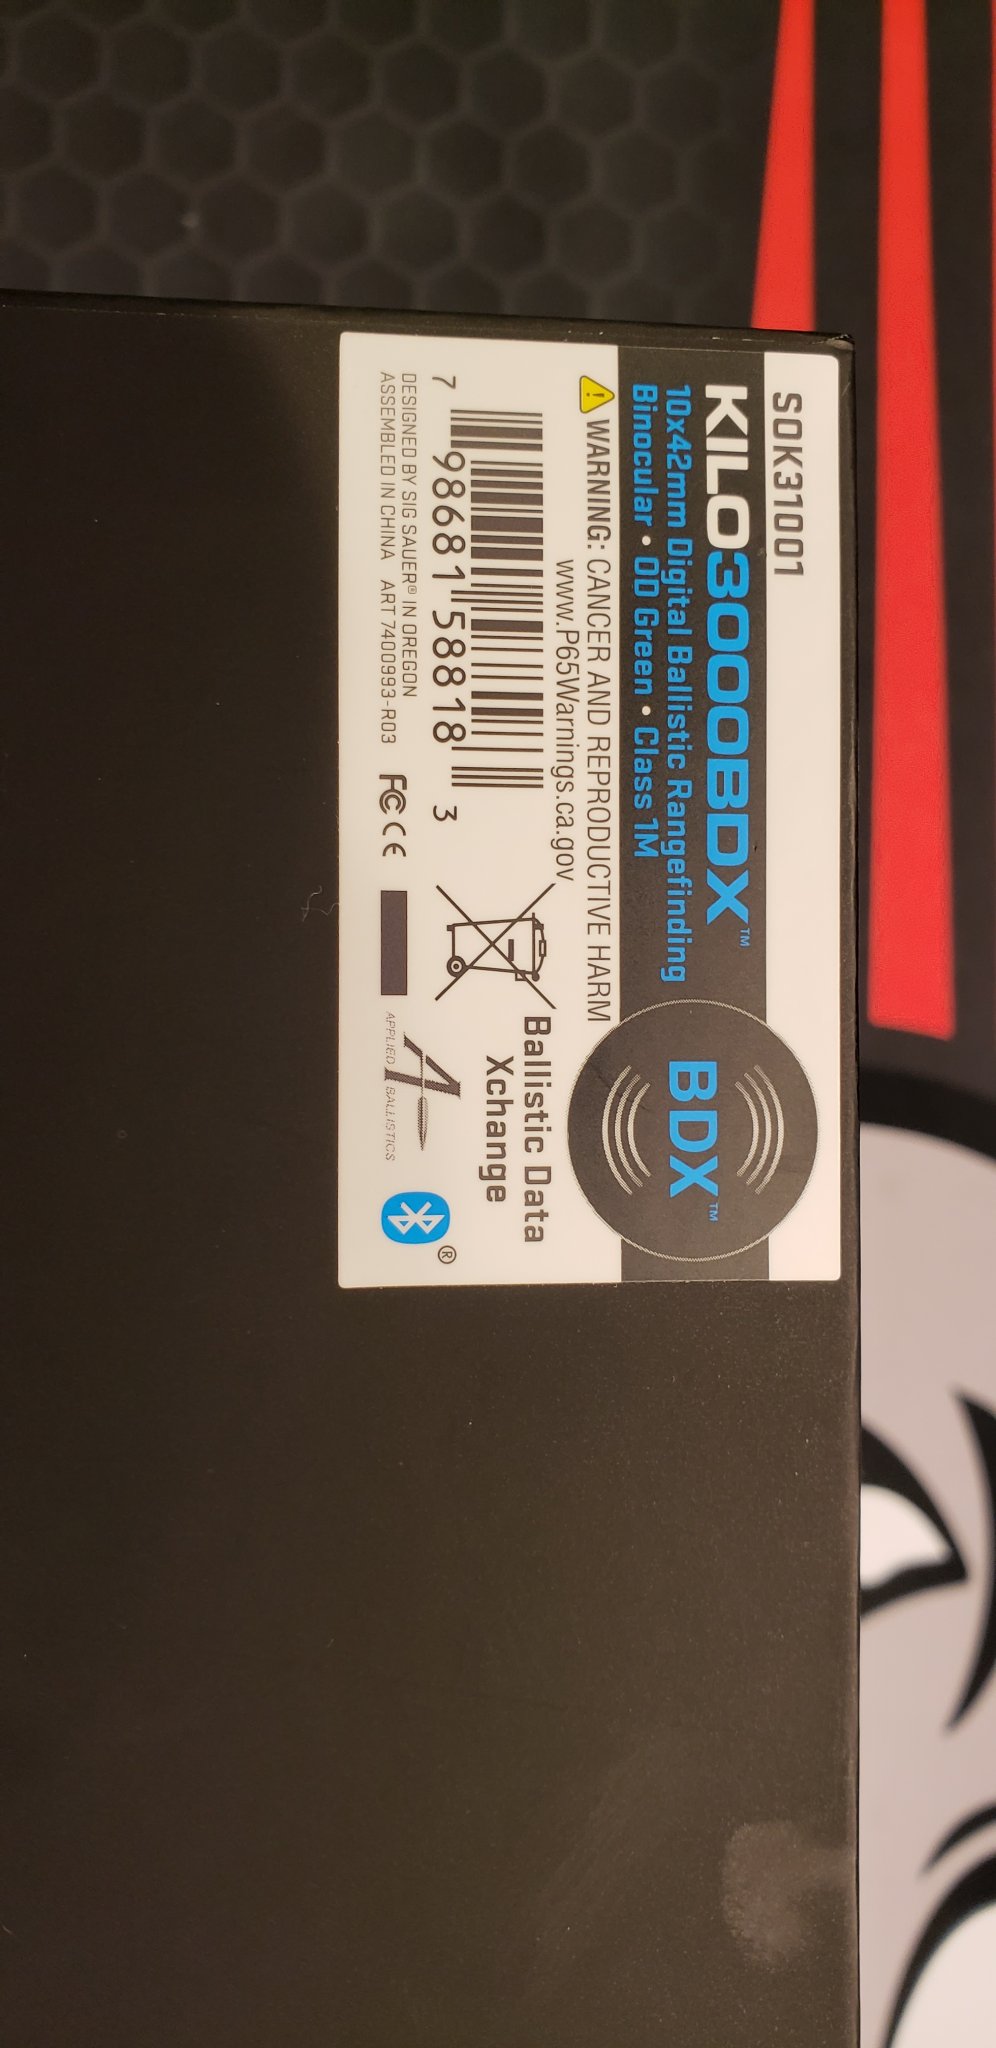 SOK31001
KILO3000BDX™
10x42mm Digital Ballistic Rangefinding
Binocular • OD Green • Class 1M
BDX™
⚠ WARNING: CANCER AND REPRODUCTIVE HARM
www.P65Warnings.ca.gov
7 98681 58818 3
Ballistic Data
Xchange
DESIGNED BY SIG SAUER® IN OREGON
ASSEMBLED IN CHINA ART 7400993-R03
FC CE
APPLIED BALLISTICS
®